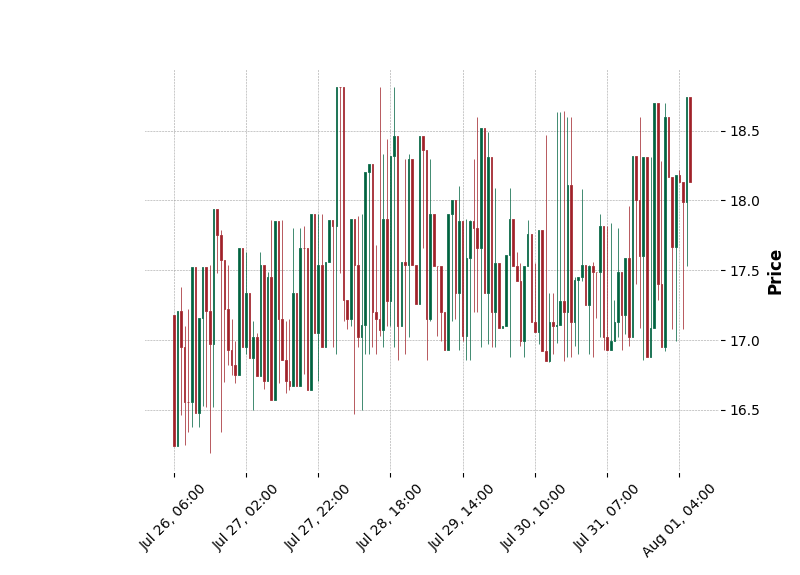 18.5
18.0
17.5
17.0
16.5
Price
Jul 26, 06:00
Jul 27, 02:00
Jul 27, 22:00
Jul 28, 18:00
Jul 29, 14:00
Jul 30, 10:00
Jul 31, 07:00
Aug 01, 04:00